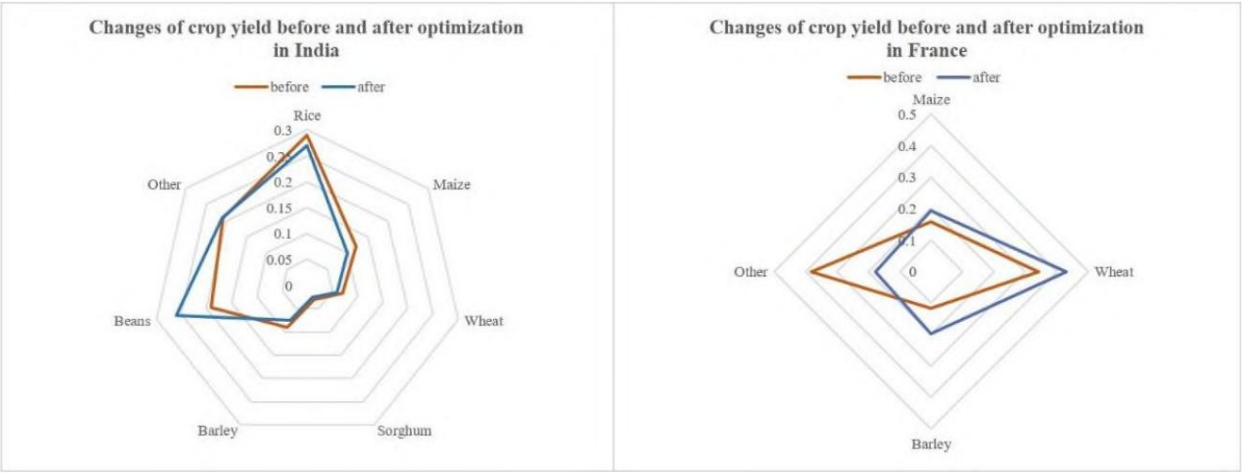 Changes of crop yield before and after optimization
in India
before after
Rice
0.3
0.25
0.2
0.15
0.1
0.05
0
Other
Maize
Beans
Wheat
Barley
Sorghum
Changes of crop yield before and after optimization
in France
before after
Maize
0.5
0.4
0.3
0.2
0.1
0
Other
Wheat
Barley